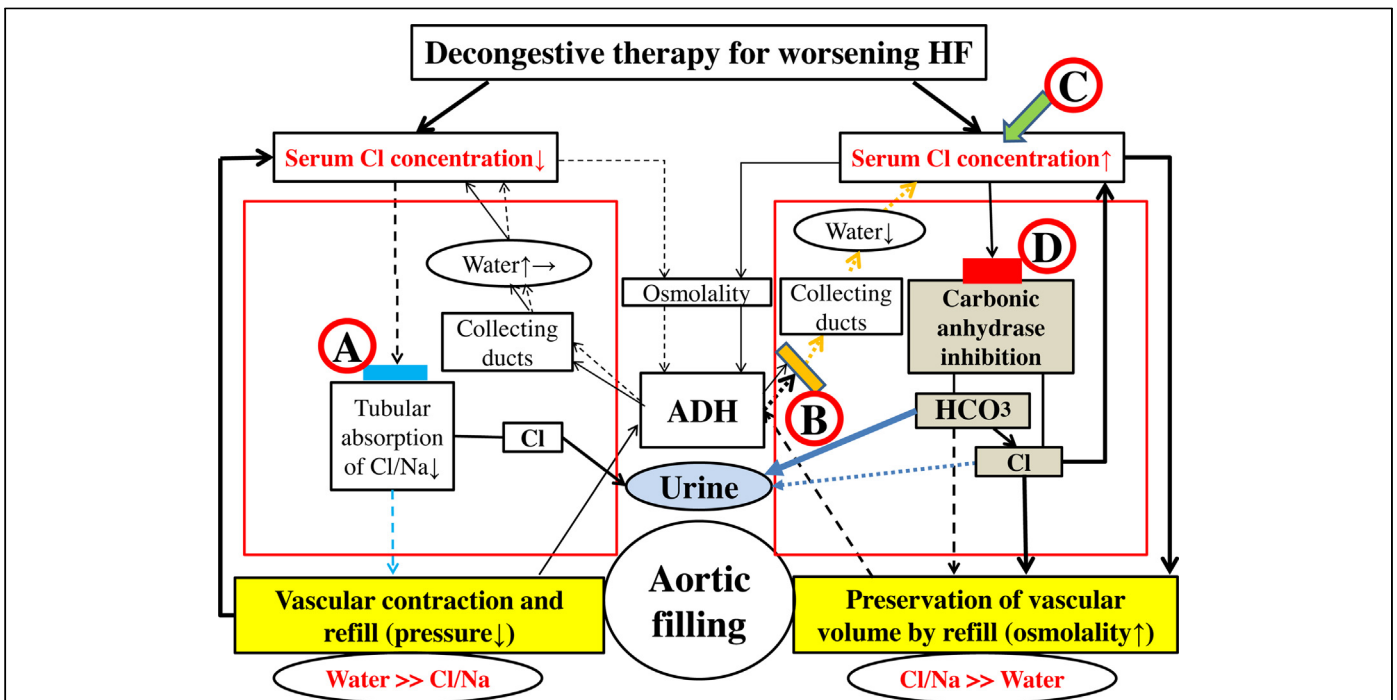 Decongestive therapy for worsening HF
C
Serum Cl concentration↓
Serum Cl concentration↑
Water↓
D
Water↑→
Osmolality
Collecting
ducts
Carbonic
anhydrase
inhibition
Collecting
ducts
A
B
ADH
Tubular
absorption
of Cl/Na↓
Cl
HCO3
Cl
Urine
Aortic
filling
Vascular contraction and
refill (pressure↓)
Preservation of vascular
volume by refill (osmolality↑)
Water >> Cl/Na
Cl/Na >> Water